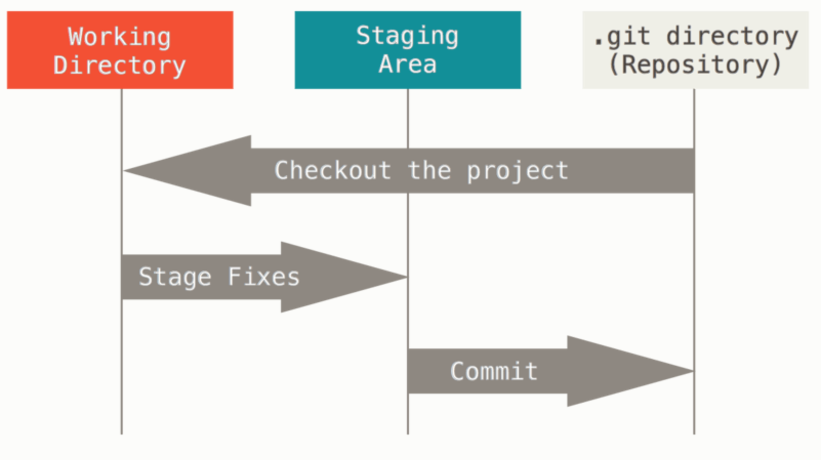 Working
Directory
Staging
Area
.git directory
(Repository)
Checkout the project
Stage Fixes
Commit